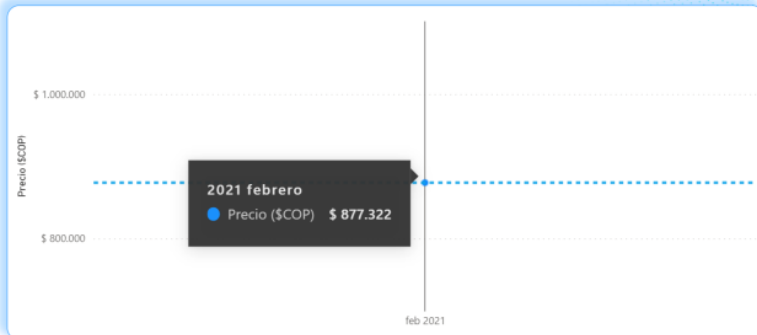 $ 1.000.000
Precio ($COP)
2021 febrero
Precio ($COP) $ 877.322
$ 800.000
feb 2021